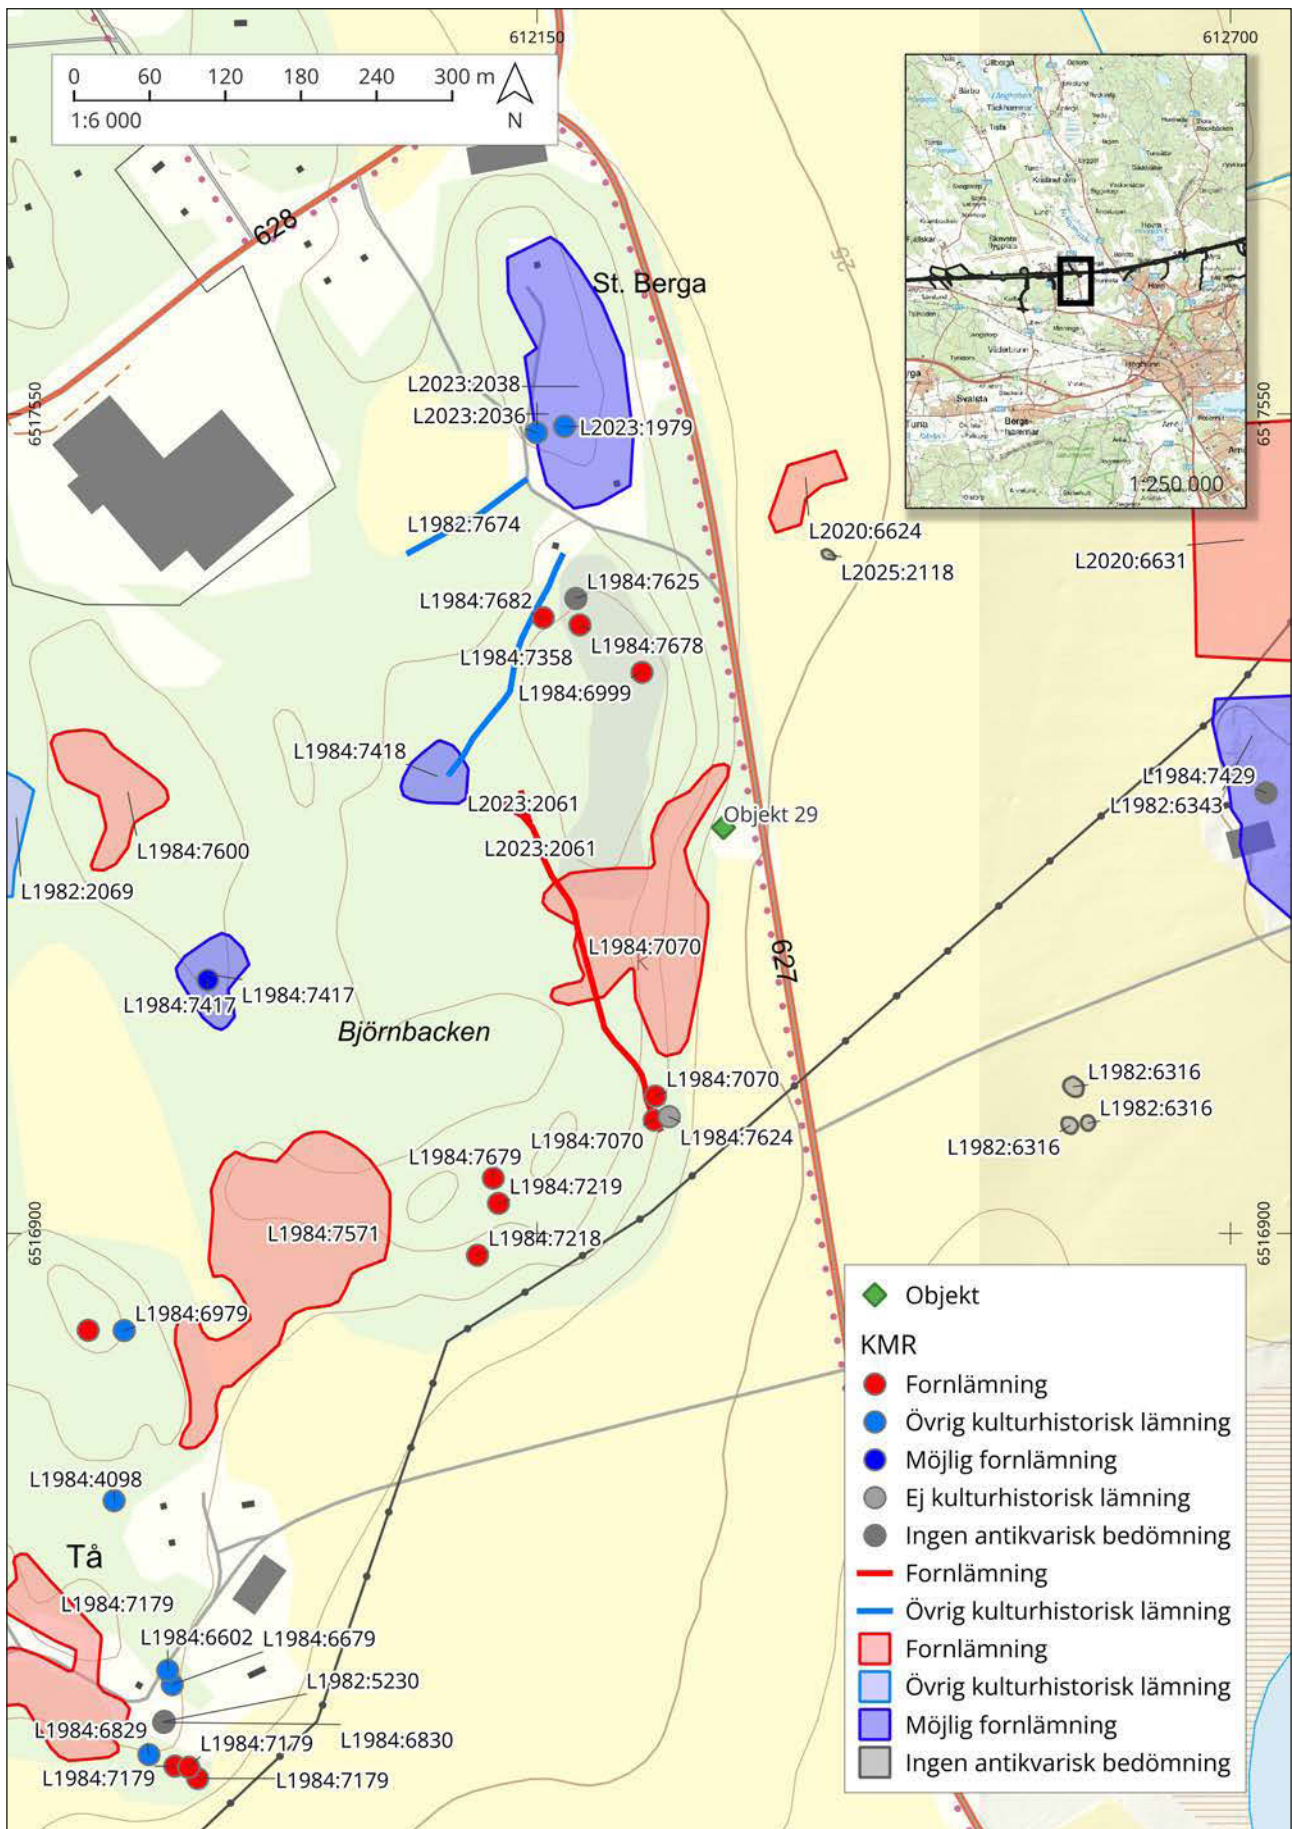 612150
612700
0 60 120 180 240 300 m
1:6 000
N
628
St. Berga
25
6517550
6517550
L2023:2038
L2023:2036
L2023:1979
L1982:7674
1:250 000
L2020:6624
L2025:2118
L2020:6631
L1984:7625
L1984:7682
L1984:7678
L1984:7358
L1984:6999
L1984:7418
L1984:7429
L1982:6343
L2023:2061
Objekt 29
L2023:2061
L1984:7600
L1982:2069
L1984:7070
627
L1984:7417
L1984:7417
Björnbacken
L1984:7070
L1982:6316
L1982:6316
L1982:6316
L1984:7070
L1984:7624
L1984:7679
L1984:7219
L1984:7571
L1984:7218
6516900
6516900
L1984:6979
L1984:4098
Tå
L1984:7179
L1984:6602
L1984:6679
L1982:5230
L1984:6829
L1984:7179
L1984:6830
L1984:7179
L1984:7179
Objekt
KMR
Fornlämning
Övrig kulturhistorisk lämning
Möjlig fornlämning
Ej kulturhistorisk lämning
Ingen antikvarisk bedömning
Fornlämning
Övrig kulturhistorisk lämning
Fornlämning
Övrig kulturhistorisk lämning
Möjlig fornlämning
Ingen antikvarisk bedömning